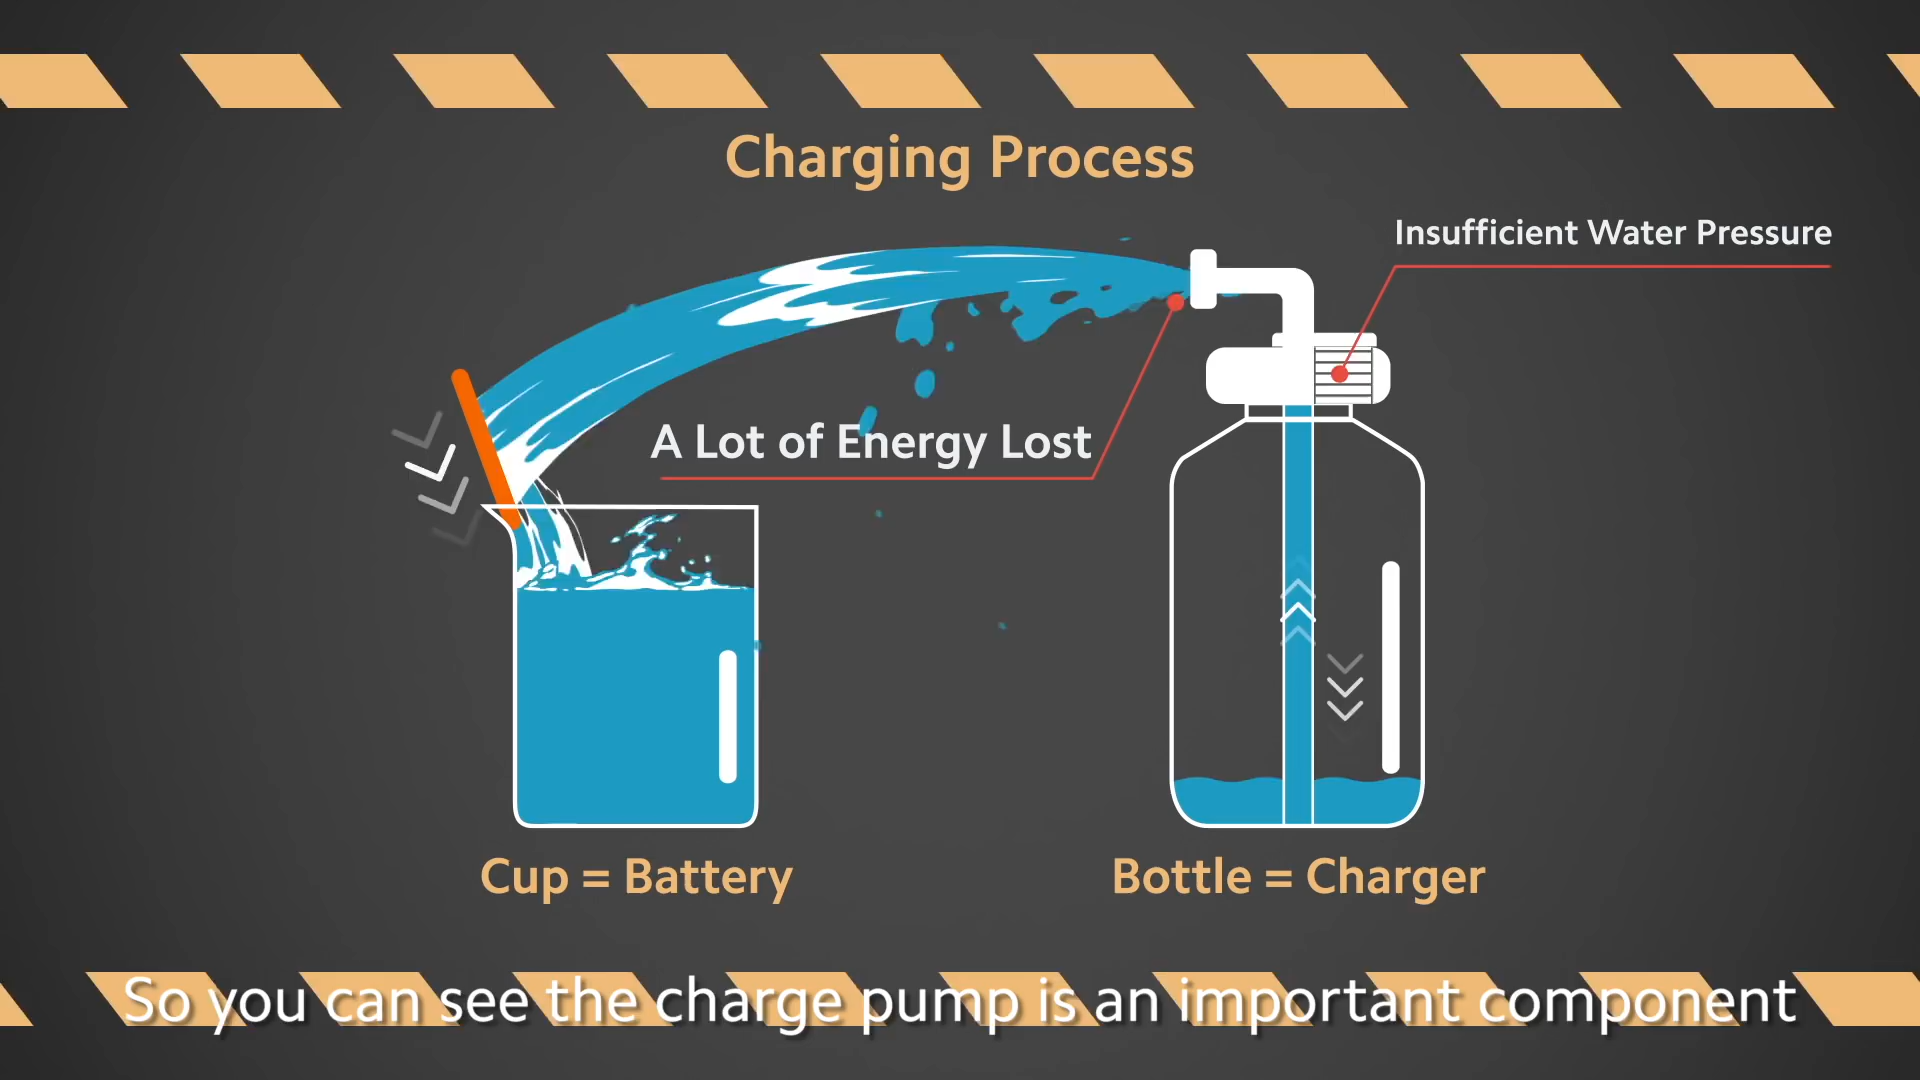 Charging Process
Insufficient Water Pressure
A Lot of Energy Lost
Cup = Battery
Bottle = Charger
So you can see the charge pump is an important component